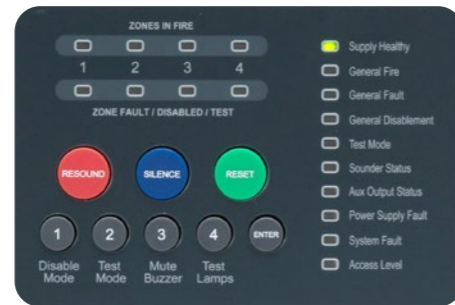 ZONES IN FIRE
1 2 3 4
ZONE FAULT / DISABLED / TEST
RESOUND SILENCE RESET
1 2 3 4 ENTER
Disable Mode
Test Mode
Mute Buzzer
Test Lamps
Supply Healthy
General Fire
General Fault
General Disablement
Test Mode
Sounder Status
Aux Output Status
Power Supply Fault
System Fault
Access Level